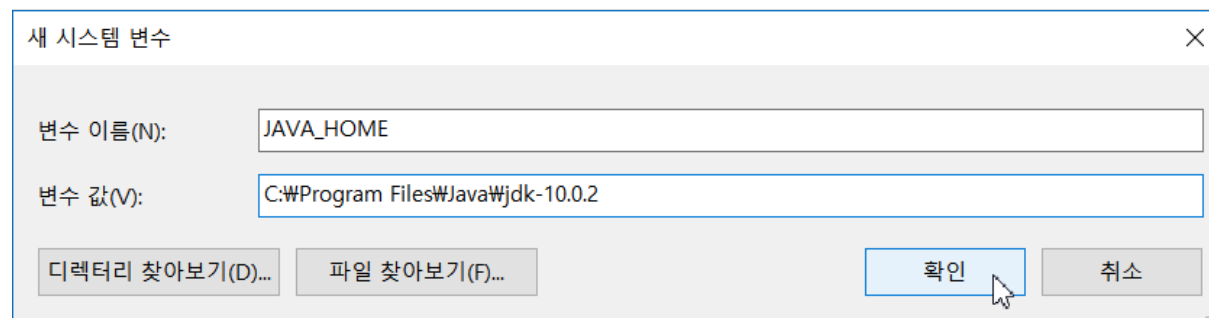 새 시스템 변수
변수 이름(N): JAVA_HOME
변수 값(V): C:₩Program Files₩Java₩jdk-10.0.2
디렉터리 찾아보기(D)... 파일 찾아보기(F)... 확인 취소